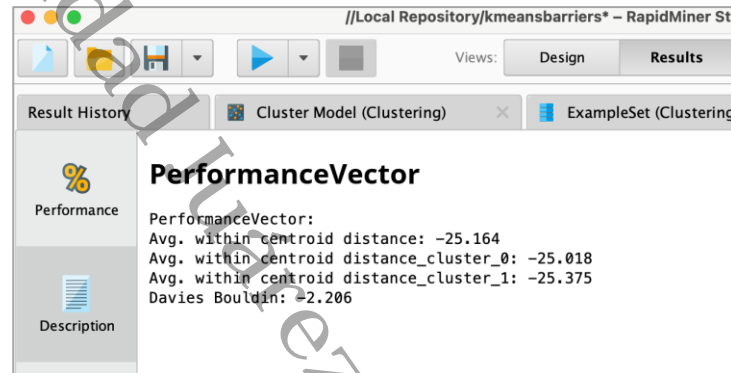 //Local Repository/kmeansbarriers* – RapidMiner St
Views:
Design
Results
Result History
Cluster Model (Clustering)
ExampleSet (Clustering
%
Performance
Description
PerformanceVector
PerformanceVector:
Avg. within centroid distance: -25.164
Avg. within centroid distance_cluster_0: -25.018
Avg. within centroid distance_cluster_1: -25.375
Davies Bouldin: -2.206
dad Juárez